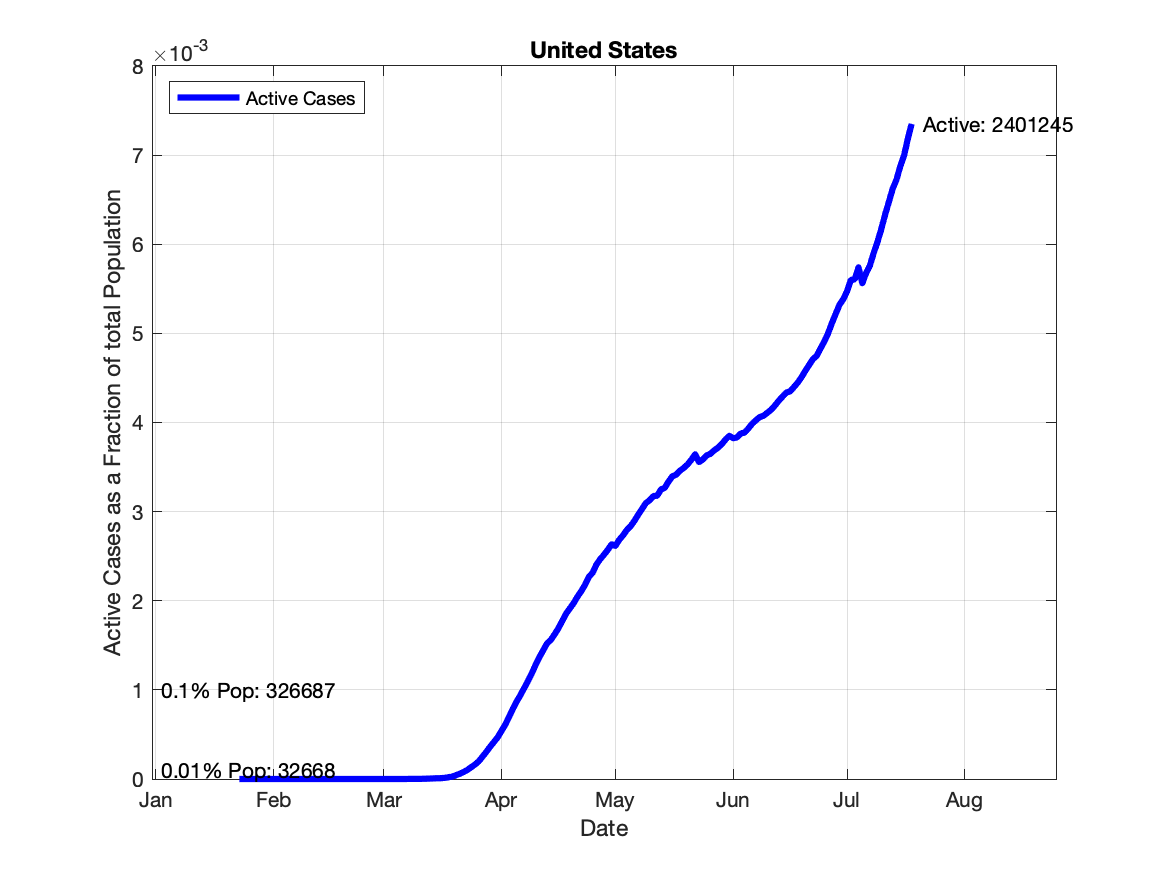 United States
×10-3
8
7
6
5
4
3
2
1
0
Active Cases
Active: 2401245
0.1% Pop: 326687
0.01% Pop: 32668
Active Cases as a Fraction of total Population
Jan Feb Mar Apr May Jun Jul Aug
Date